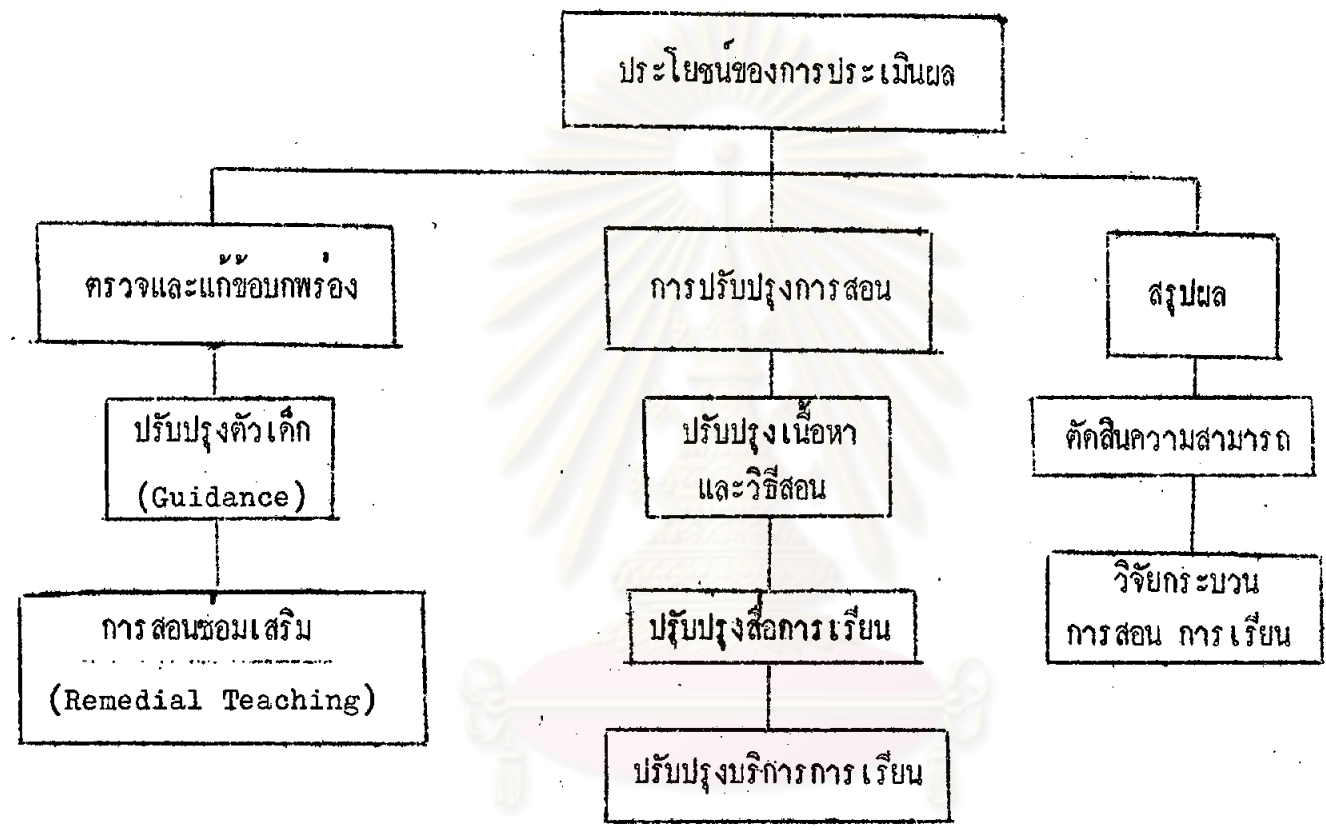 ประโยชน์ของการประเมินผล
ตรวจและแก้ข้อบกพร่อง
การปรับปรุงการสอน
สรุปผล
ปรับปรุงตัวเด็ก
(Guidance)
ปรับปรุงเนื้อหา
และวิธีสอน
ตัดสินความสามารถ
การสอนซ่อมเสริม
(Remedial Teaching)
ปรับปรุงสื่อการเรียน
วิจัยกระบวน
การสอน การเรียน
ปรับปรุงบริการการเรียน